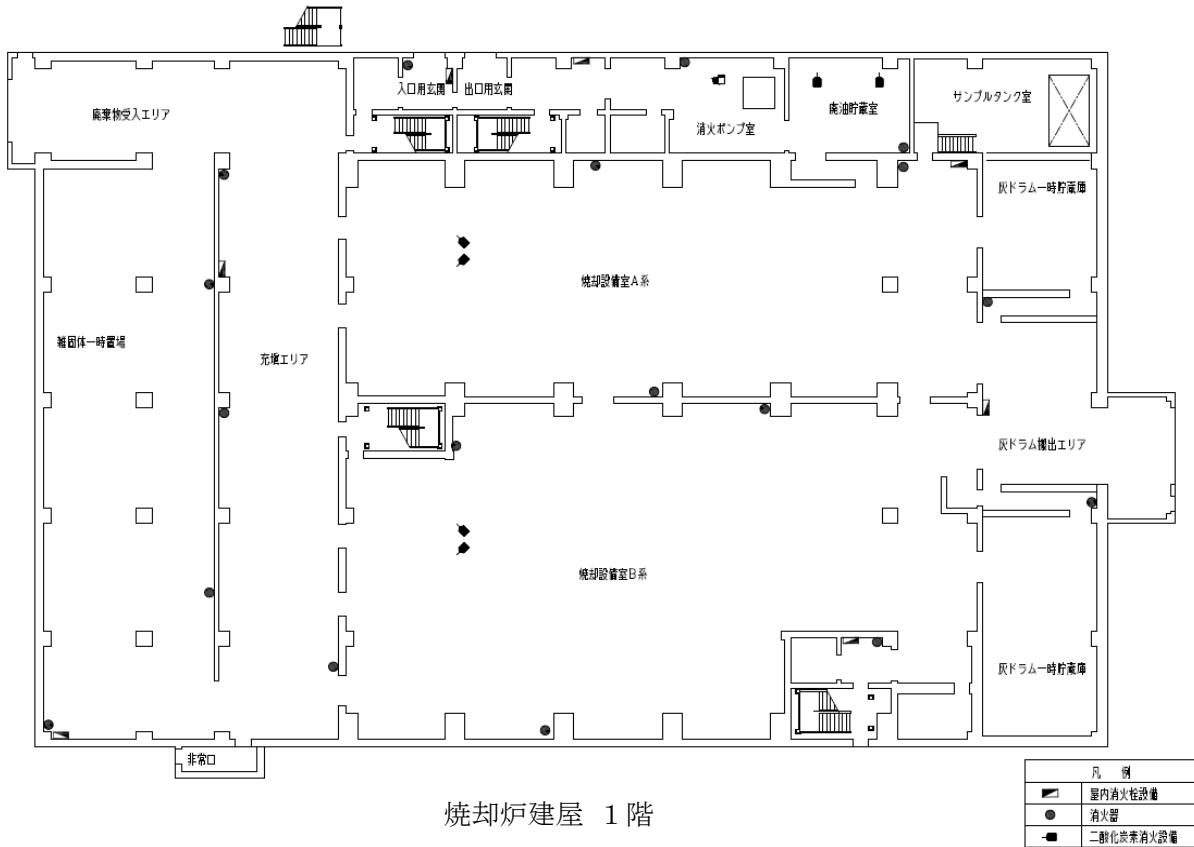 入口用玄関
出口用玄関
廃棄物受入エリア
消火ポンプ室
廃油貯蔵室
サンプルタンク室
灰ドラム一時貯蔵庫
焼却設備室A系
雑固体一時置場
充填エリア
灰ドラム搬出エリア
焼却設備室B系
灰ドラム一時貯蔵庫
非常口
凡 例
屋内消火栓設備
消火器
二酸化炭素消火設備
焼却炉建屋 1階